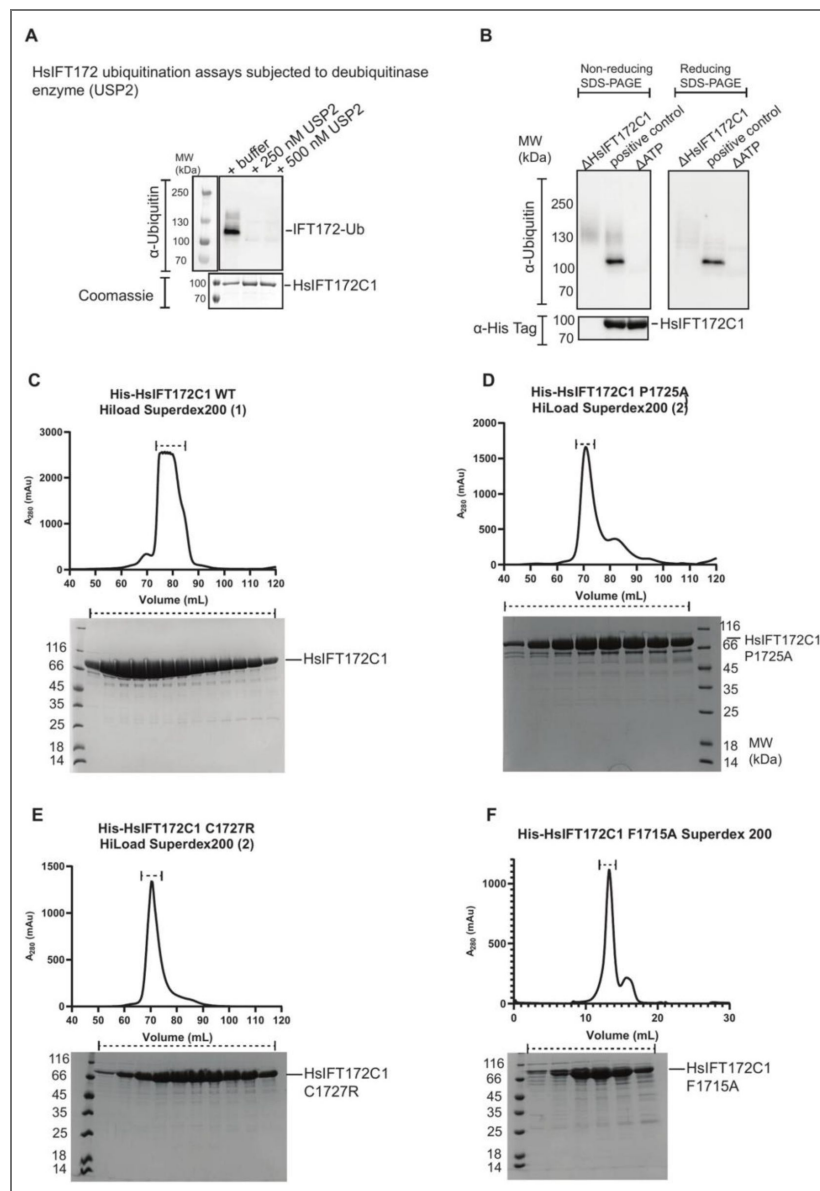 A
HsIFT172 ubiquitination assays subjected to deubiquitinase
enzyme (USP2)
MW
(kDa)
+ buffer
+ 250 nM USP2
+ 500 nM USP2
α-Ubiquitin
250
130
100
70
IFT172-Ub
Coomassie
100
70
HsIFT172C1
B
Non-reducing
SDS-PAGE
Reducing
SDS-PAGE
MW
(kDa)
ΔHsIFT172C1
positive control
ΔATP
ΔHsIFT172C1
positive control
ΔATP
α-Ubiquitin
250
130
100
70
α-His Tag
100
70
HsIFT172C1
C
His-HsIFT172C1 WT
Hiload Superdex200 (1)
A280 (mAu)
3000
2000
1000
0
40 50 60 70 80 90 100 110 120
Volume (mL)
116
66
45
35
25
18
14
HsIFT172C1
D
His-HsIFT172C1 P1725A
HiLoad Superdex200 (2)
A280 (mAu)
2000
1500
1000
500
0
40 50 60 70 80 90 100 110 120
Volume (mL)
116
66
45
35
25
18
14
HsIFT172C1
P1725A
MW
(kDa)
E
His-HsIFT172C1 C1727R
HiLoad Superdex200 (2)
A280 (mAu)
1500
1000
500
0
40 50 60 70 80 90 100 110 120
Volume (mL)
116
66
45
35
25
18
14
HsIFT172C1
C1727R
F
His-HsIFT172C1 F1715A Superdex 200
A280 (mAu)
1000
500
0
0 10 20 30
Volume (mL)
116
66
45
35
25
18
14
HsIFT172C1
F1715A